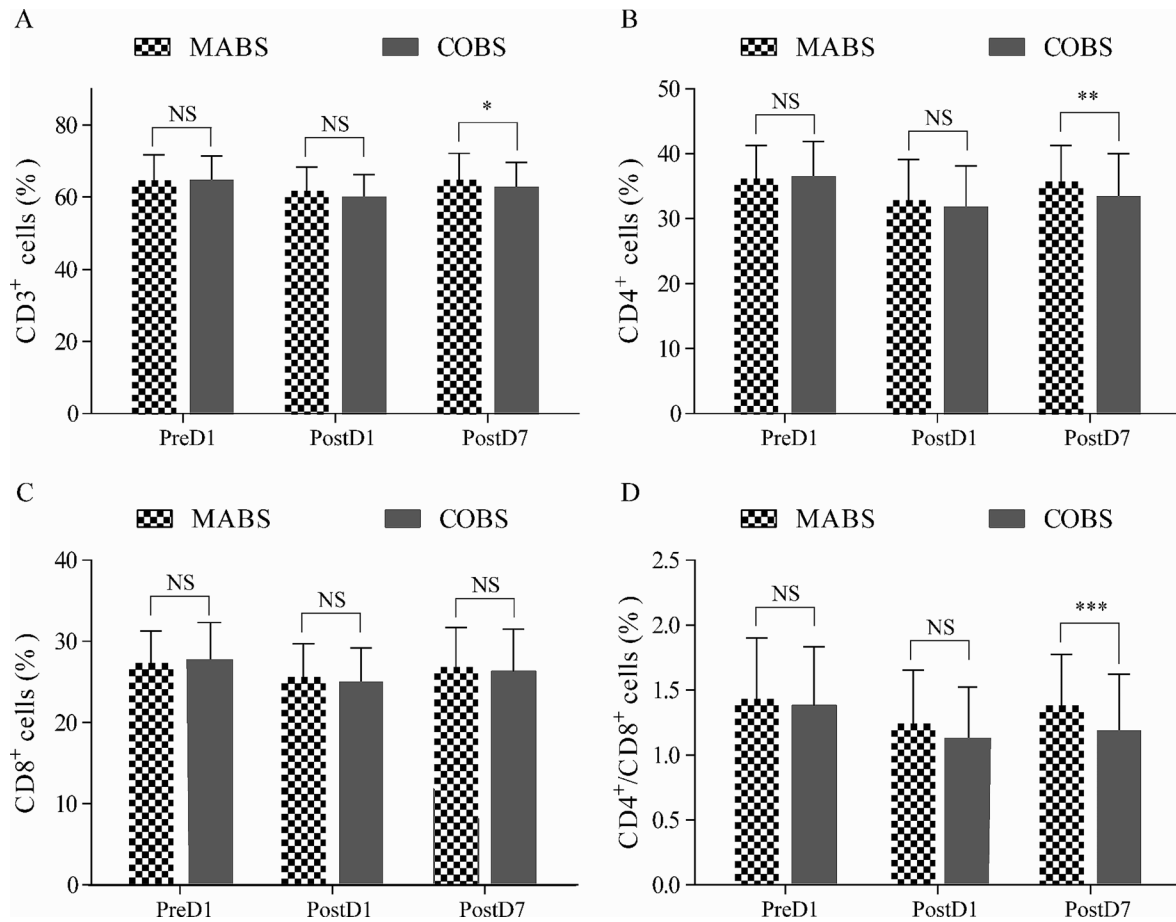 A
MABS COBS
CD3+ cells (%)
80
60
40
20
0
NS
NS
*
PreD1 PostD1 PostD7
B
MABS COBS
CD4+ cells (%)
50
40
30
20
10
0
NS
NS
**
PreD1 PostD1 PostD7
C
MABS COBS
CD8+ cells (%)
40
30
20
10
0
NS
NS
NS
PreD1 PostD1 PostD7
D
MABS COBS
CD4+/CD8+ cells (%)
2.5
2.0
1.5
1.0
0.5
0.0
NS
NS
***
PreD1 PostD1 PostD7